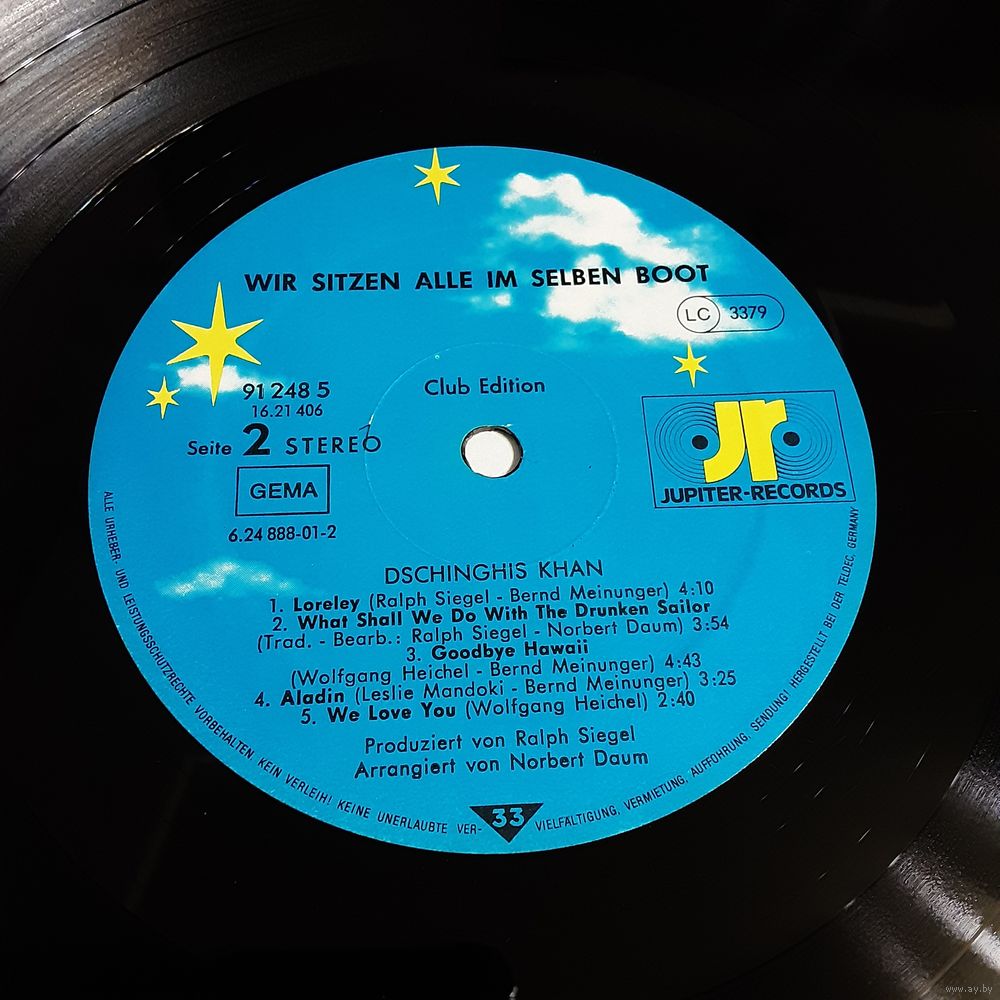 WIR SITZEN ALLE IM SELBEN BOOT
LC 3379
91 248 5
16.21 406
Club Edition
Seite 2 STEREO
GEMA
6.24 888-01-2
jr
JUPITER-RECORDS
DSCHINGHIS KHAN
1. Loreley (Ralph Siegel - Bernd Meinunger) 4:10
2. What Shall We Do With The Drunken Sailor
(Trad. - Bearb.: Ralph Siegel - Norbert Daum) 3:54
3. Goodbye Hawaii
(Wolfgang Heichel - Bernd Meinunger) 4:43
4. Aladin (Leslie Mandoki - Bernd Meinunger) 3:25
5. We Love You (Wolfgang Heichel) 2:40
Produziert von Ralph Siegel
Arrangiert von Norbert Daum
33
ALLE URHEBER- UND LEISTUNGSSCHUTZRECHTE VORBEHALTEN. KEIN VERLEIH! KEINE UNERLAUBTE VER- VIELFÄLTIGUNG, VERMIETUNG, AUFFÜHRUNG, SENDUNG! HERGESTELLT BEI DER TELDEC, GERMANY
www.ay.by